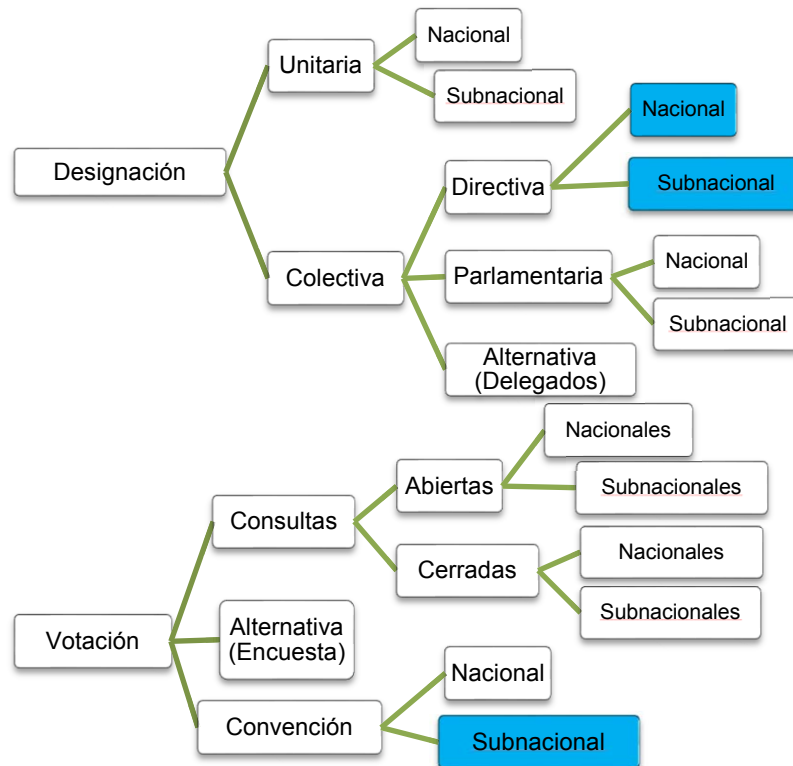 Nacional
Unitaria
Subnacional
Nacional
Designación
Directiva
Subnacional
Colectiva
Parlamentaria
Nacional
Subnacional
Alternativa
(Delegados)
Nacionales
Abiertas
Subnacionales
Consultas
Nacionales
Cerradas
Subnacionales
Votación
Alternativa
(Encuesta)
Nacional
Convención
Subnacional